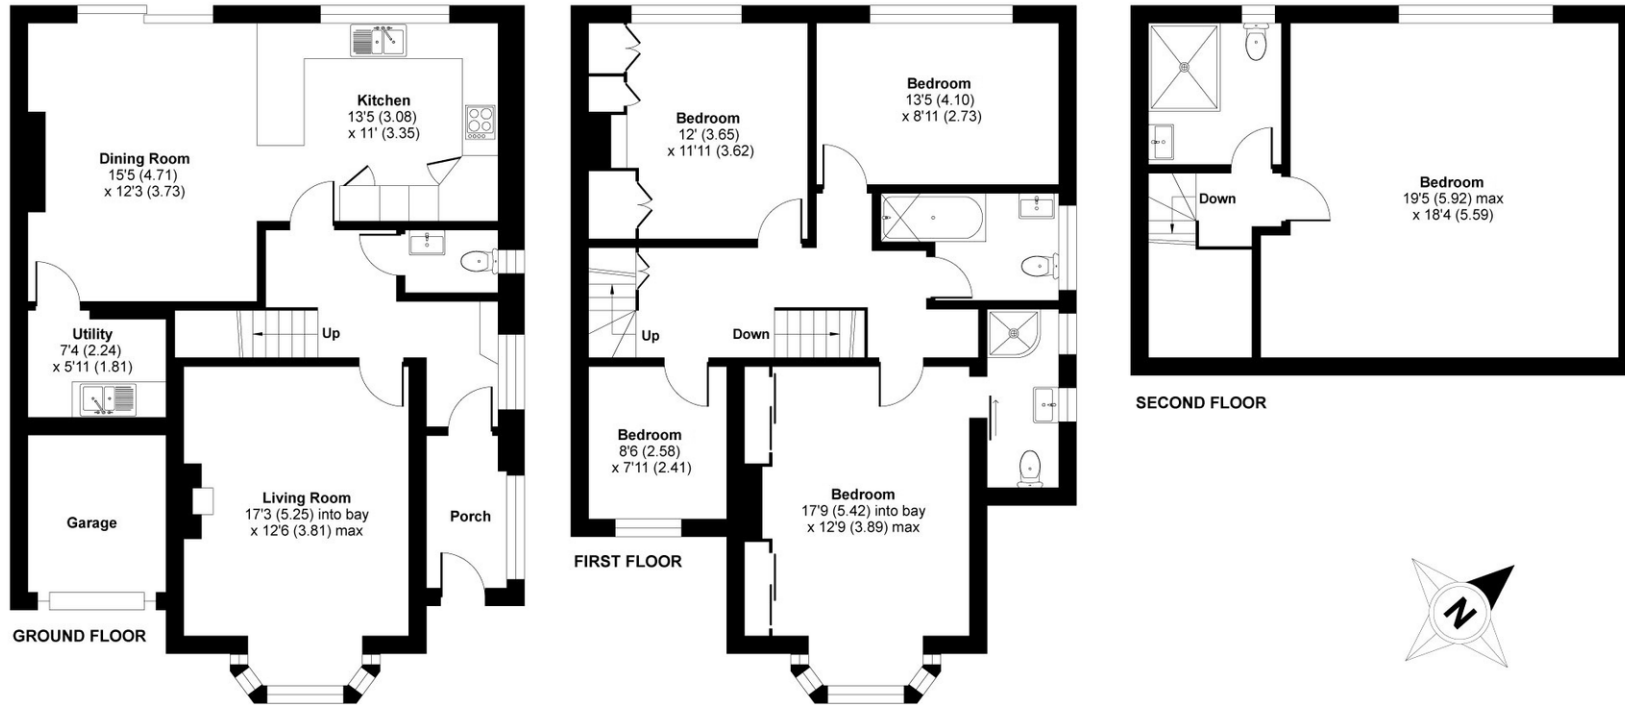 Kitchen
13'5 (3.08)
x 11' (3.35)
Dining Room
15'5 (4.71)
x 12'3 (3.73)
Utility
7'4 (2.24)
x 5'11 (1.81)
Up
Garage
Living Room
17'3 (5.25) into bay
x 12'6 (3.81) max
Porch
GROUND FLOOR
Bedroom
12' (3.65)
x 11'11 (3.62)
Bedroom
13'5 (4.10)
x 8'11 (2.73)
Up
Down
Bedroom
8'6 (2.58)
x 7'11 (2.41)
Bedroom
17'9 (5.42) into bay
x 12'9 (3.89) max
FIRST FLOOR
Down
Bedroom
19'5 (5.92) max
x 18'4 (5.59)
SECOND FLOOR
N